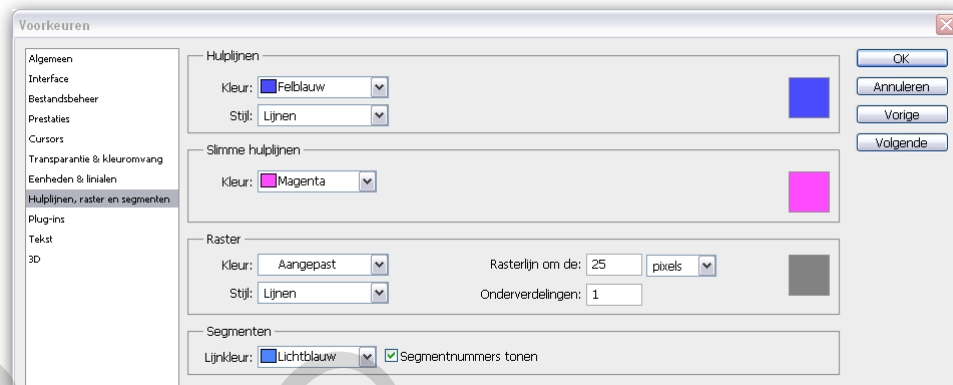 Voorkeuren
Algemeen
Interface
Bestandsbeheer
Prestaties
Cursors
Transparantie & kleuromvang
Eenheden & linialen
Hulplijnen, raster en segmenten
Plug-ins
Tekst
3D
Hulplijnen
Kleur: Felblauw
Stijl: Lijnen
Slimme hulplijnen
Kleur: Magenta
Raster
Kleur: Aangepast
Rasterlijn om de: 25 pixels
Stijl: Lijnen
Onderverdelingen: 1
Segmenten
Lijnkleur: Lichtblauw
Segmentnummers tonen
OK
Annuleren
Vorige
Volgende